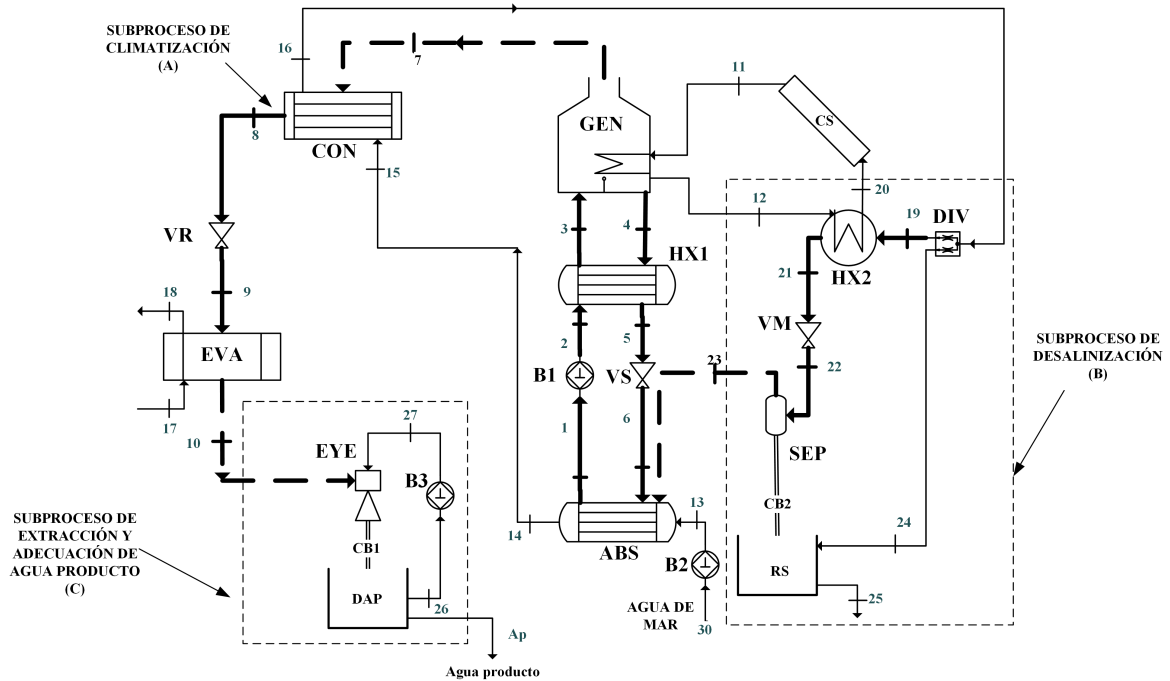 SUBPROCESO DE
CLIMATIZACIÓN
(A)
16
7
11
GEN
CS
8
CON
15
12
20
19
DIV
3
4
HX1
HX2
VR
21
18
9
2
5
VM
EVA
B1
VS
23
22
SUBPROCESO DE
DESALINIZACIÓN
(B)
17
1
6
10
27
EYE
SEP
B3
CB2
13
24
SUBPROCESO DE
EXTRACCIÓN Y
ADECUACIÓN DE
AGUA PRODUCTO
(C)
CB1
14
ABS
B2
RS
DAP
26
25
AGUA DE
MAR
30
Ap
Agua producto